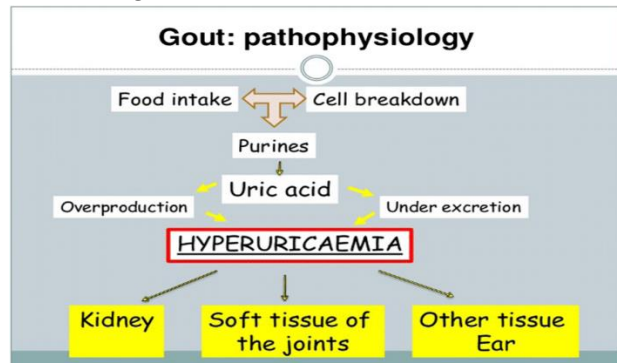 Gout: pathophysiology
Food intake
Cell breakdown
Purines
Uric acid
Overproduction
Under excretion
HYPERURICAEMIA
Kidney
Soft tissue of
the joints
Other tissue
Ear